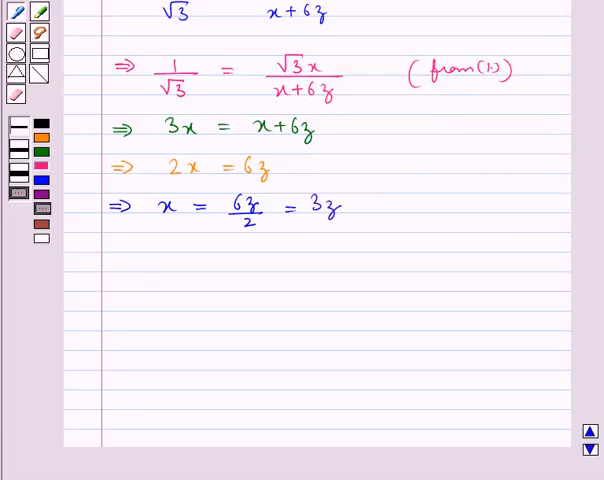 √3 x+6z
⇒ 1/√3 = √3x/x+6z (from(1))
⇒ 3x = x+6z
⇒ 2x = 6z
⇒ x = 6z/2 = 3z